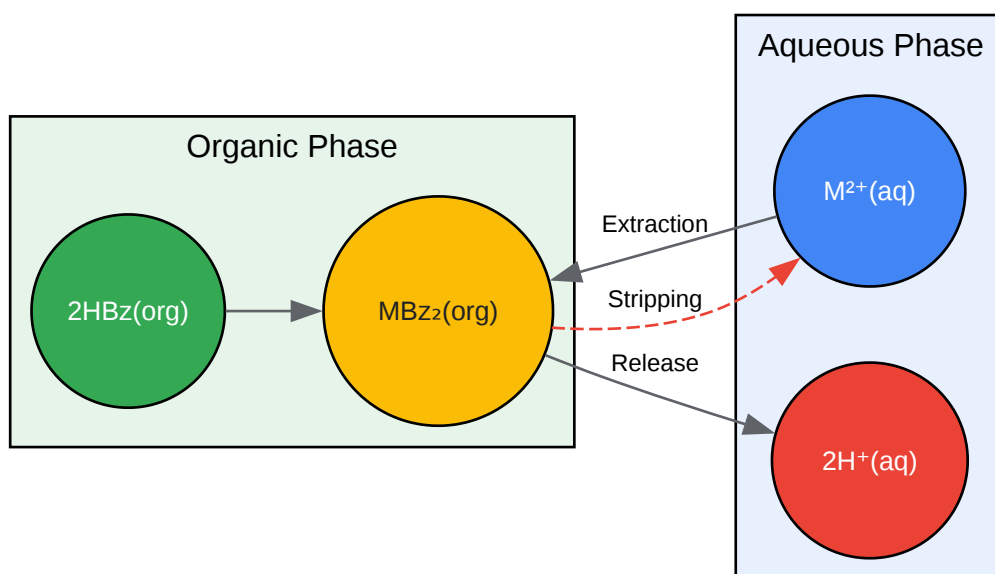 Aqueous Phase
Organic Phase
M²⁺(aq)
Extraction
2HBz(org)
MBz₂(org)
Stripping
Release
2H⁺(aq)